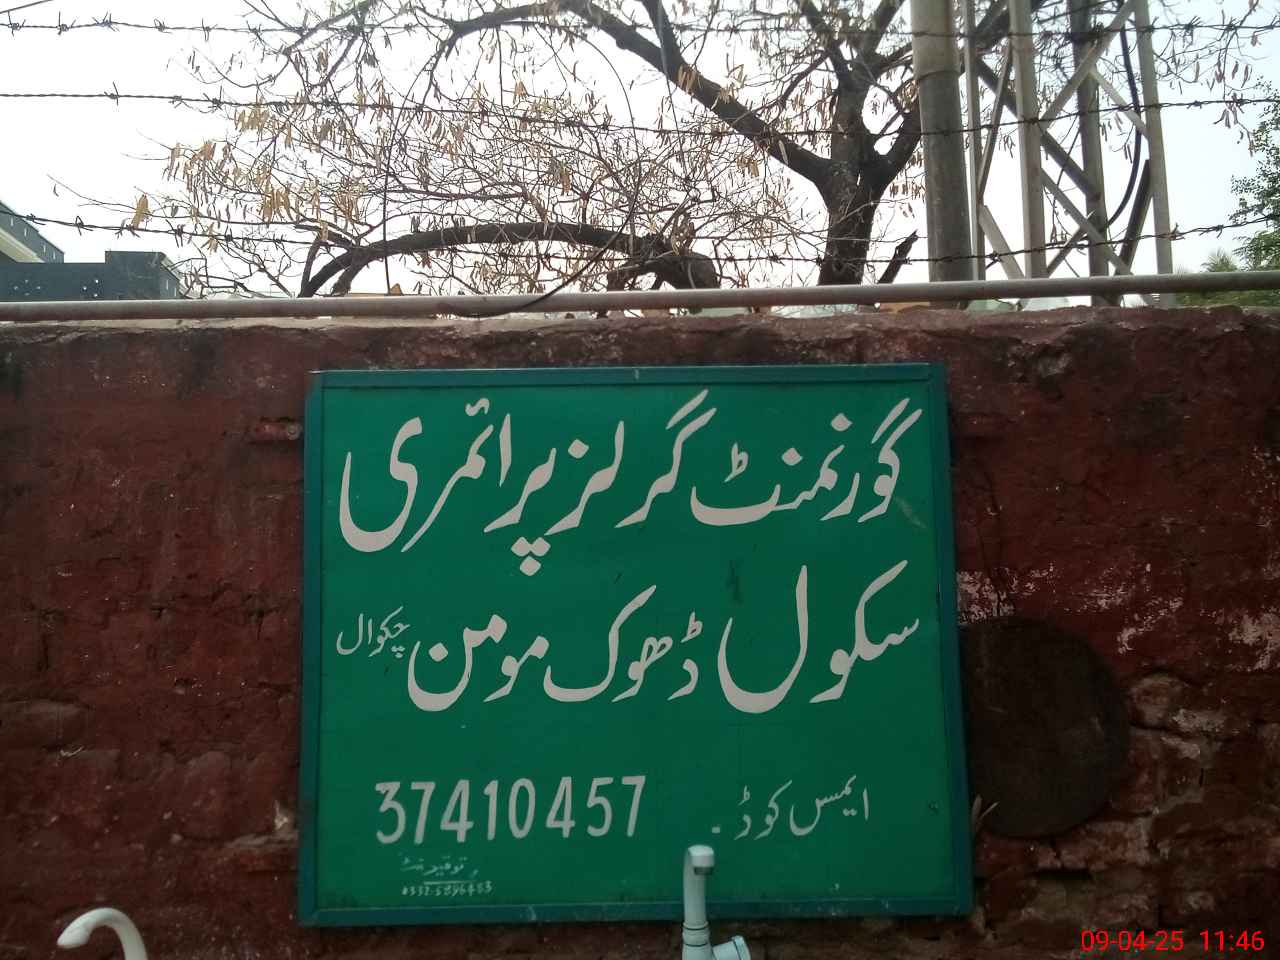 گورنمنٹ گرلز پرائمری
سکول ڈھوک مومن چکوال
ایمس کوڈ۔ 37410457
09-04-25 11:46